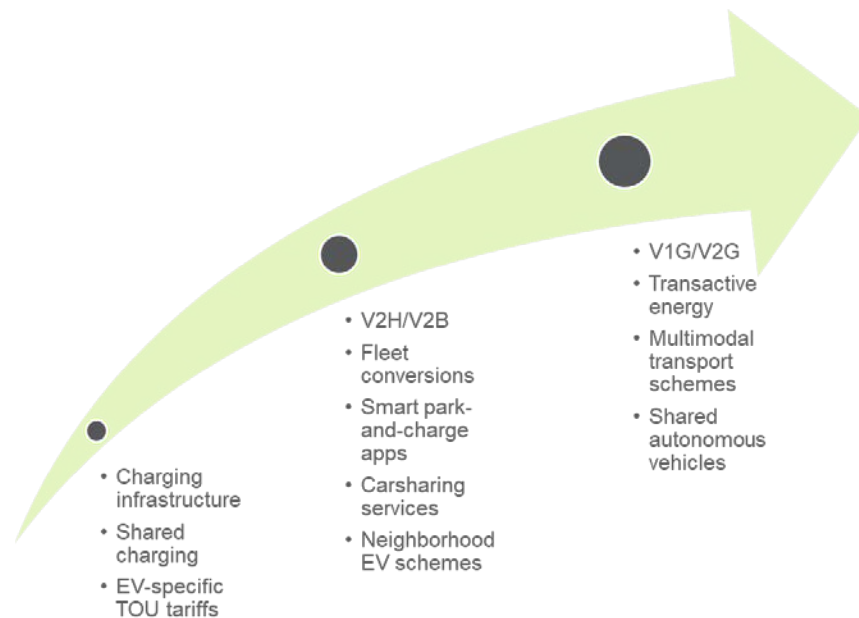 • Charging
infrastructure
• Shared
charging
• EV-specific
TOU tariffs
• V2H/V2B
• Fleet
conversions
• Smart park-
and-charge
apps
• Carsharing
services
• Neighborhood
EV schemes
• V1G/V2G
• Transactive
energy
• Multimodal
transport
schemes
• Shared
autonomous
vehicles